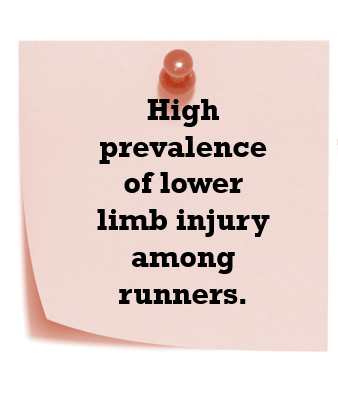 High
prevalence
of lower
limb injury
among
runners.